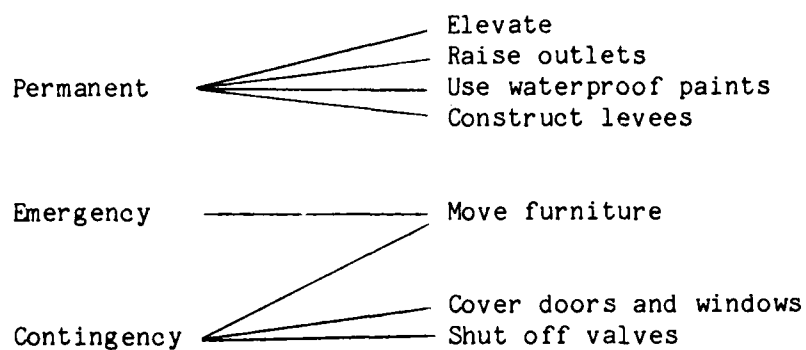 Elevate
Raise outlets
Permanent Use waterproof paints
Construct levees
Emergency Move furniture
Cover doors and windows
Contingency Shut off valves